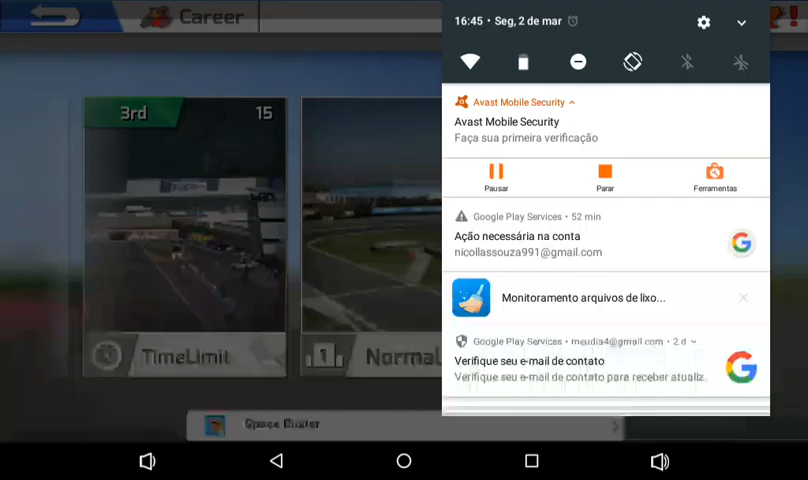 Career
16:45 • Seg, 2 de mar
3rd
15
Avast Mobile Security
Avast Mobile Security
Faça sua primeira verificação
Pausar
Parar
Ferramentas
Google Play Services • 52 min
Ação necessária na conta
nicollassouza991@gmail.com
Monitoramento arquivos de lixo...
Google Play Services • meudia4@gmail.com • 2 d
Verifique seu e-mail de contato
Verifique seu e-mail de contato para receber atualiz..
TimeLimit
1
Normal